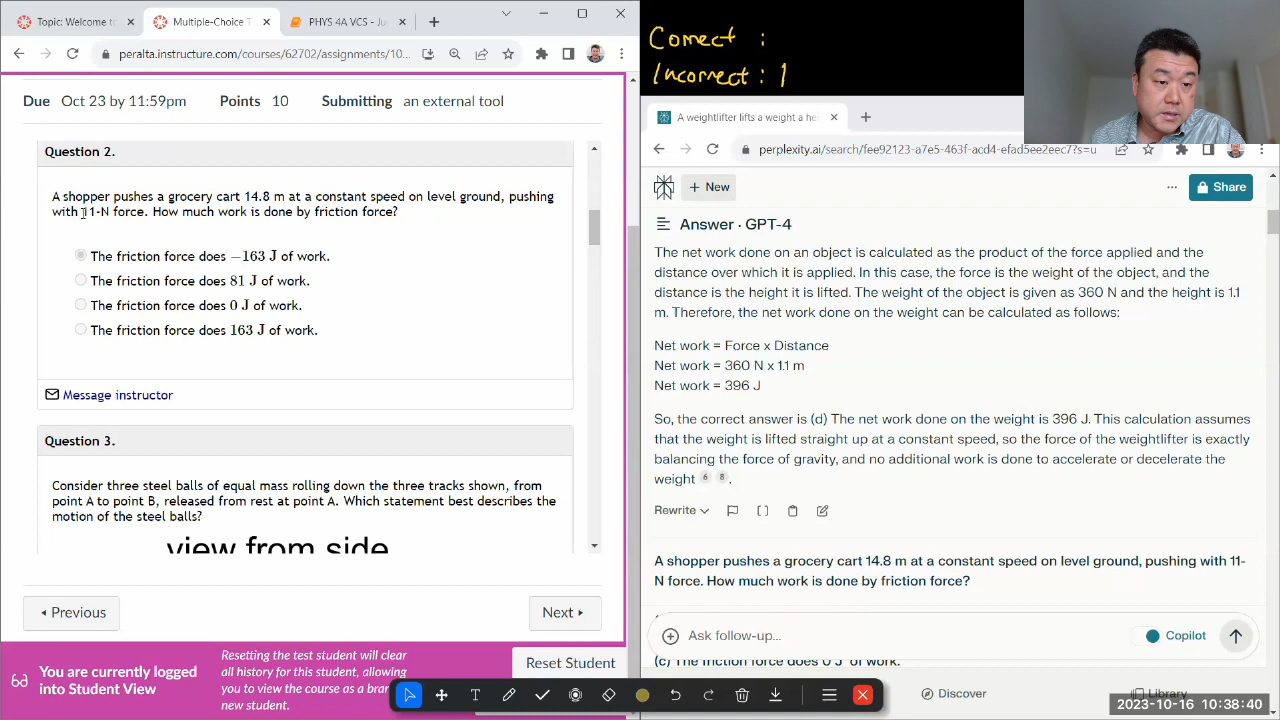 Topic: Welcome to
Multiple-Choice T
PHYS 4A VCS - Ju
peralta.instructure.com/courses/62702/assignments/10...
Due Oct 23 by 11:59pm Points 10 Submitting an external tool
Question 2.
A shopper pushes a grocery cart 14.8 m at a constant speed on level ground, pushing
with 11-N force. How much work is done by friction force?
The friction force does −163 J of work.
The friction force does 81 J of work.
The friction force does 0 J of work.
The friction force does 163 J of work.
Message instructor
Question 3.
Consider three steel balls of equal mass rolling down the three tracks shown, from
point A to point B, released from rest at point A. Which statement best describes the
motion of the steel balls?
view from side
Previous
Next
You are currently logged
into Student View
Resetting the test student will clear
all history for this student, allowing
you to view the course as a brand
new student.
Reset Student
Correct :
Incorrect : 1
A weightlifter lifts a weight a he
perplexity.ai/search/fee92123-a7e5-463f-acd4-efad5ee2eec7?s=u
New
Share
Answer · GPT-4
The net work done on an object is calculated as the product of the force applied and the
distance over which it is applied. In this case, the force is the weight of the object, and the
distance is the height it is lifted. The weight of the object is given as 360 N and the height is 1.1
m. Therefore, the net work done on the weight can be calculated as follows:
Net work = Force x Distance
Net work = 360 N x 1.1 m
Net work = 396 J
So, the correct answer is (d) The net work done on the weight is 396 J. This calculation assumes
that the weight is lifted straight up at a constant speed, so the force of the weightlifter is exactly
balancing the force of gravity, and no additional work is done to accelerate or decelerate the
weight 6 8 .
Rewrite
A shopper pushes a grocery cart 14.8 m at a constant speed on level ground, pushing with 11-
N force. How much work is done by friction force?
Ask follow-up...
Copilot
(c) The friction force does 0 J of work.
Discover
Library
2023-10-16 10:38:40